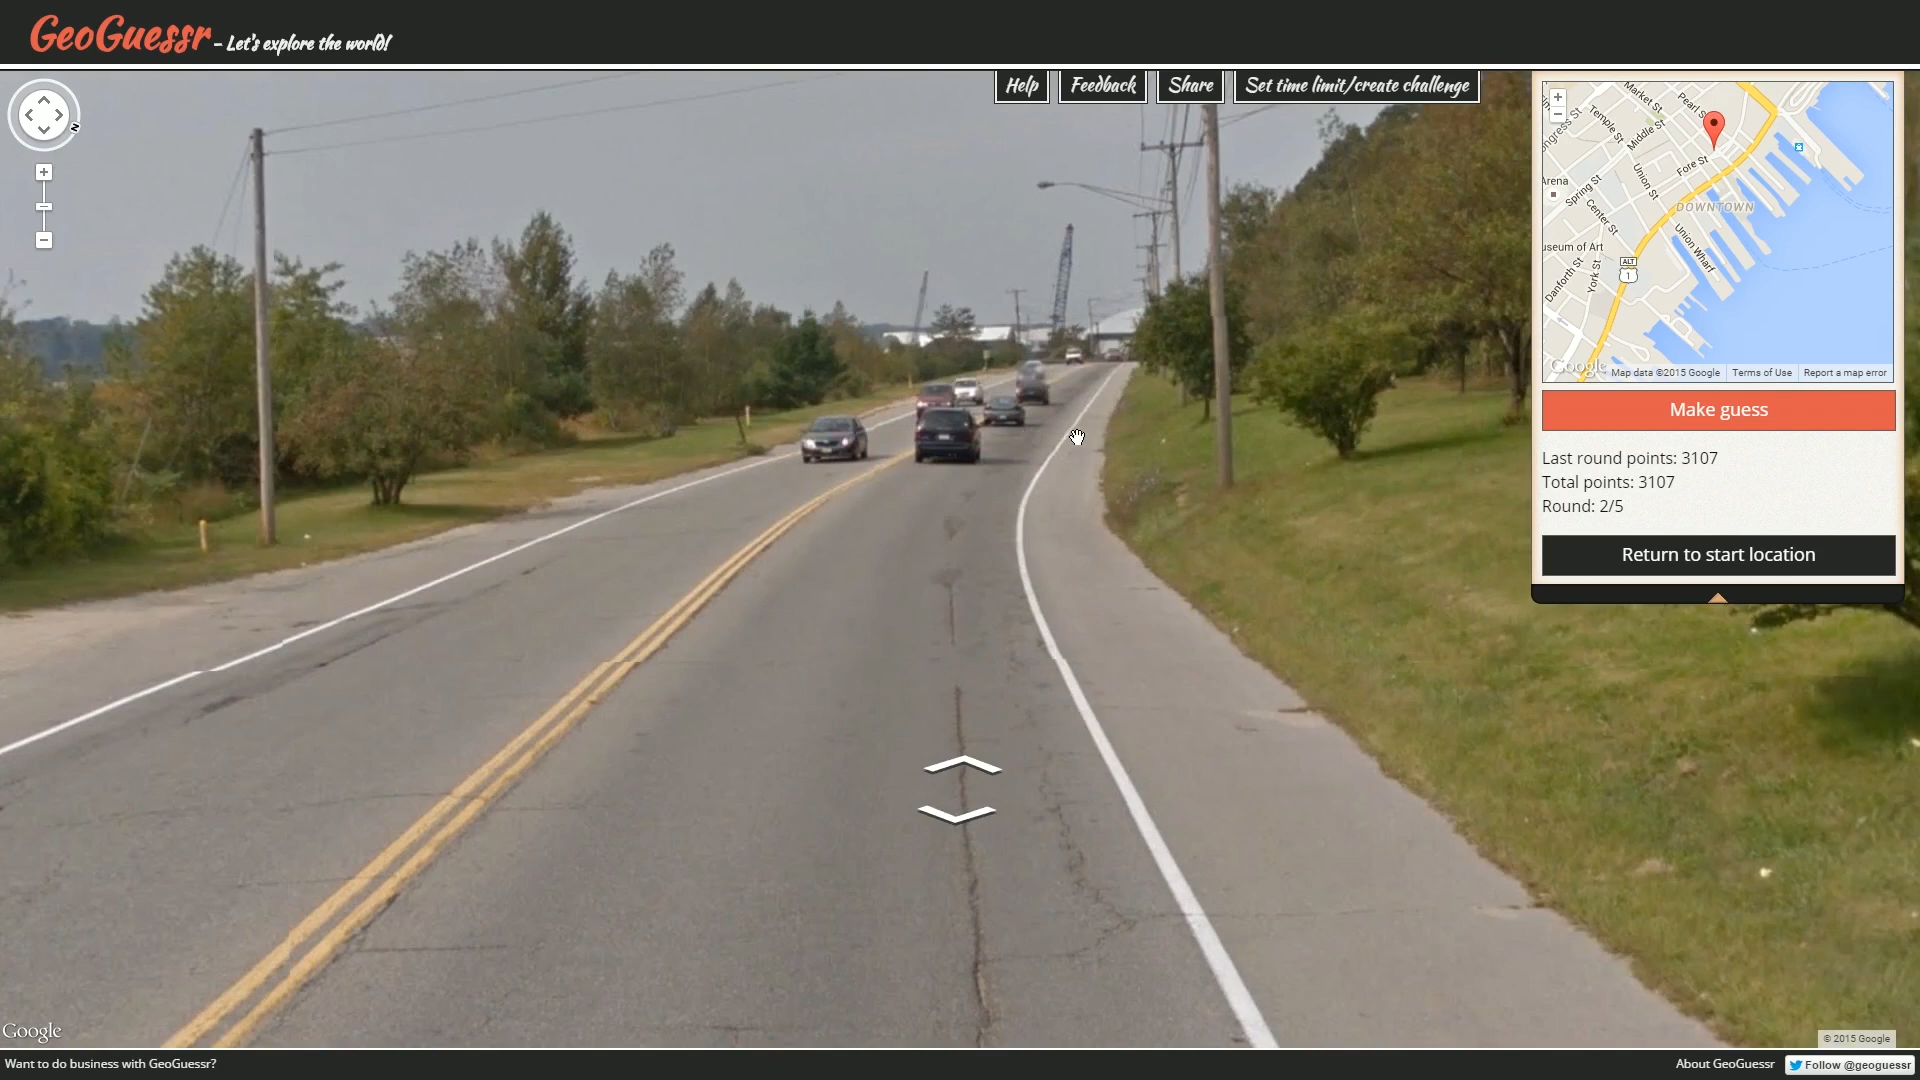 GeoGuessr - Let's explore the world!
Help
Feedback
Share
Set time limit/create challenge
N
Market St
Pearl S
Temple St
Middle St
ongress St
Fore St
Arena
Spring St
Union St
Center St
DOWNTOWN
useum of Art
Union Wharf
York St
Danforth St
ALT
1
Google
Map data ©2015 Google
Terms of Use
Report a map error
Make guess
Last round points: 3107
Total points: 3107
Round: 2/5
Return to start location
Google
© 2015 Google
Want to do business with GeoGuessr?
About GeoGuessr
Follow @geoguessr